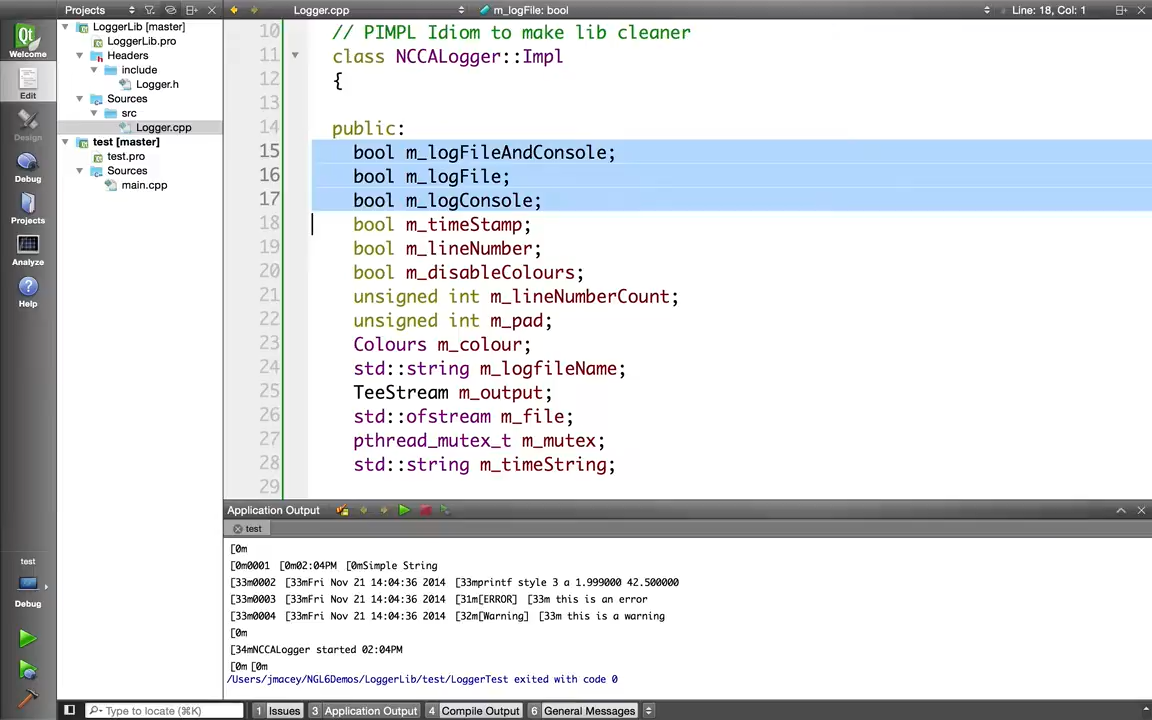 Projects
Logger.cpp
m_logFile: bool
Line: 18, Col: 1
Qt
Welcome
Edit
Design
Debug
Projects
Analyze
Help
test
Debug
LoggerLib [master]
LoggerLib.pro
Headers
include
Logger.h
Sources
src
Logger.cpp
test [master]
test.pro
Sources
main.cpp
10 // PIMPL Idiom to make lib cleaner
11 class NCCALogger::Impl
12 {
13
14 public:
15 bool m_logFileAndConsole;
16 bool m_logFile;
17 bool m_logConsole;
18 bool m_timeStamp;
19 bool m_lineNumber;
20 bool m_disableColours;
21 unsigned int m_lineNumberCount;
22 unsigned int m_pad;
23 Colours m_colour;
24 std::string m_logfileName;
25 TeeStream m_output;
26 std::ofstream m_file;
27 pthread_mutex_t m_mutex;
28 std::string m_timeString;
29
Application Output
test
[0m
[0m0001 [0m02:04PM [0mSimple String
[33m0002 [33mFri Nov 21 14:04:36 2014 [33mprintf style 3 a 1.999000 42.500000
[33m0003 [33mFri Nov 21 14:04:36 2014 [31m[ERROR] [33m this is an error
[33m0004 [33mFri Nov 21 14:04:36 2014 [32m[Warning] [33m this is a warning
[0m
[34mNCCALogger started 02:04PM
[0m [0m
/Users/jmacey/NGL6Demos/LoggerLib/test/LoggerTest exited with code 0
Type to locate (⌘K)
1 Issues
3 Application Output
4 Compile Output
6 General Messages